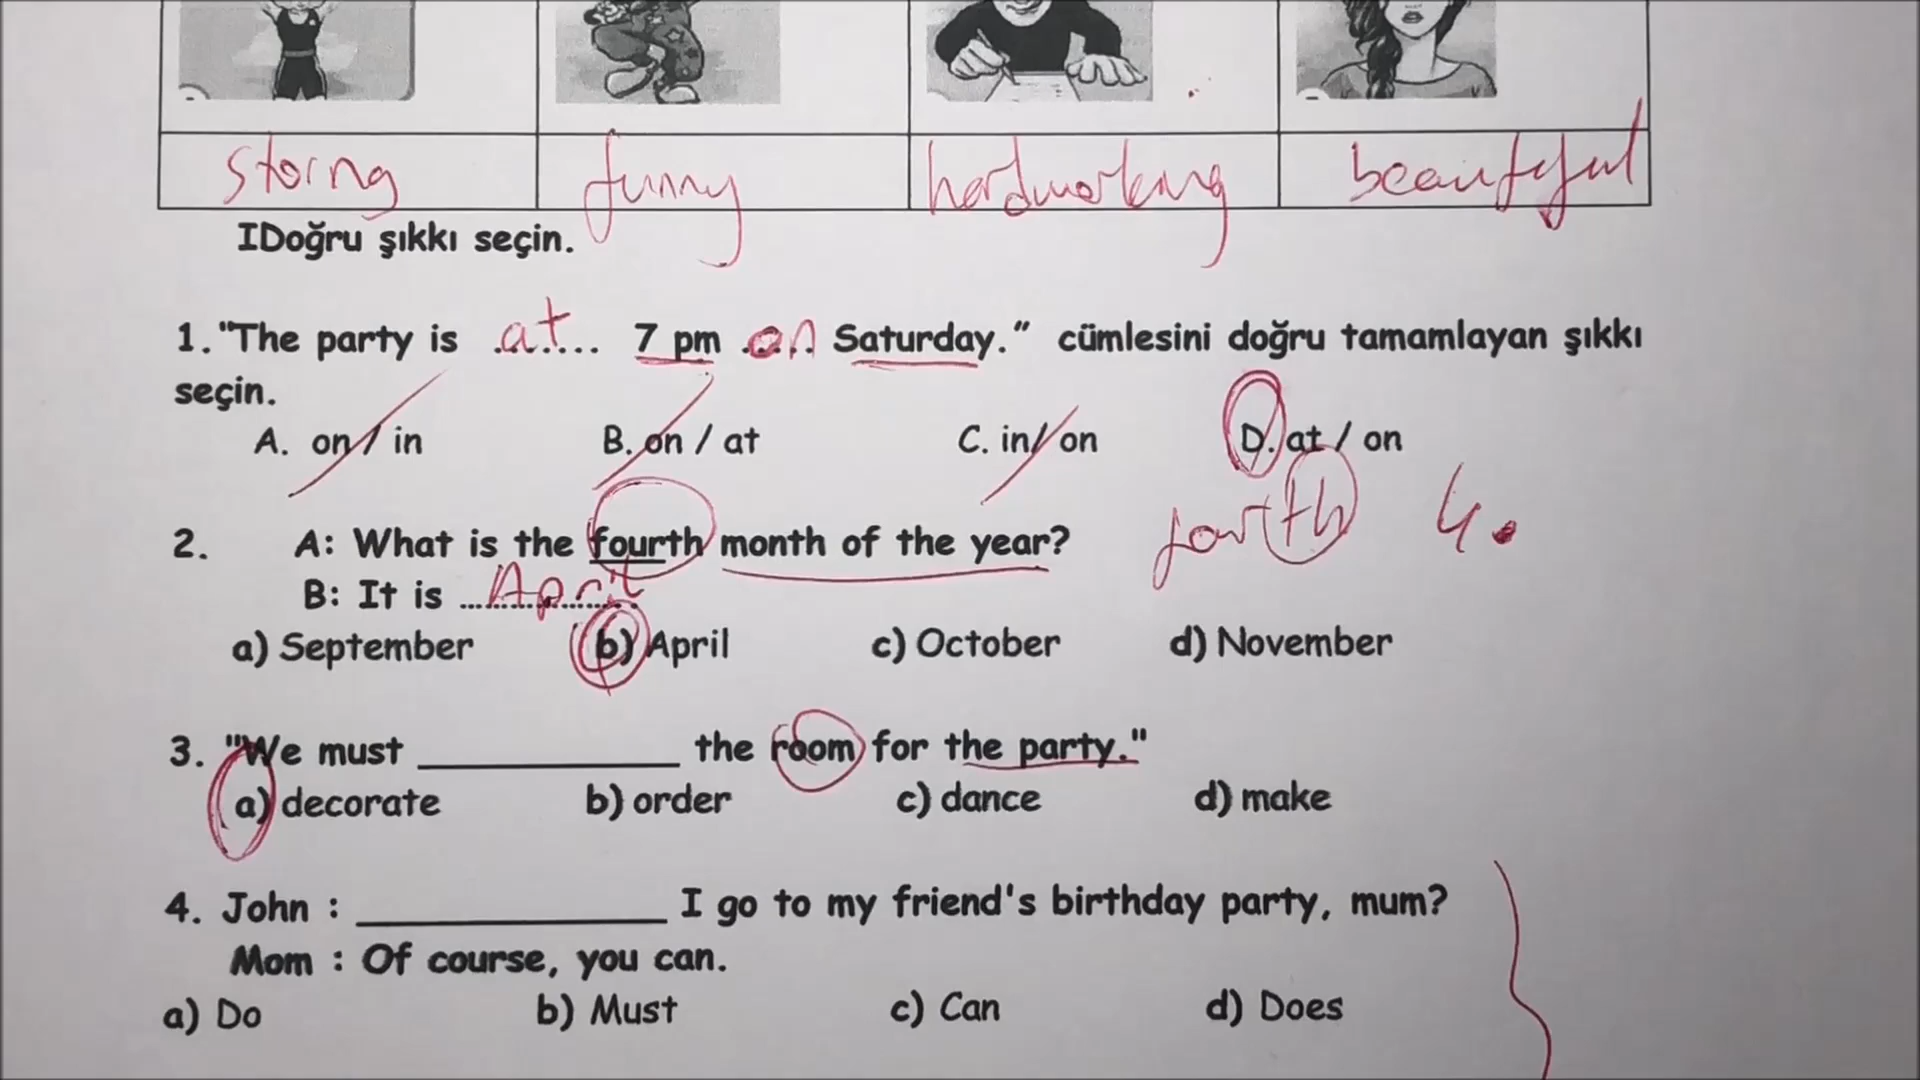 storng funny hardworking beautyful
IDoğru şıkkı seçin.
1. "The party is ..at... 7 pm .on. Saturday.” cümlesini doğru tamamlayan şıkkı
seçin.
A. on / in B. on / at C. in/ on D. at / on
fourth 4.
2. A: What is the fourth month of the year?
B: It is ...April...
a) September b) April c) October d) November
3. "We must ______________ the room for the party."
a) decorate b) order c) dance d) make
4. John : ________________ I go to my friend's birthday party, mum?
Mom : Of course, you can.
a) Do b) Must c) Can d) Does